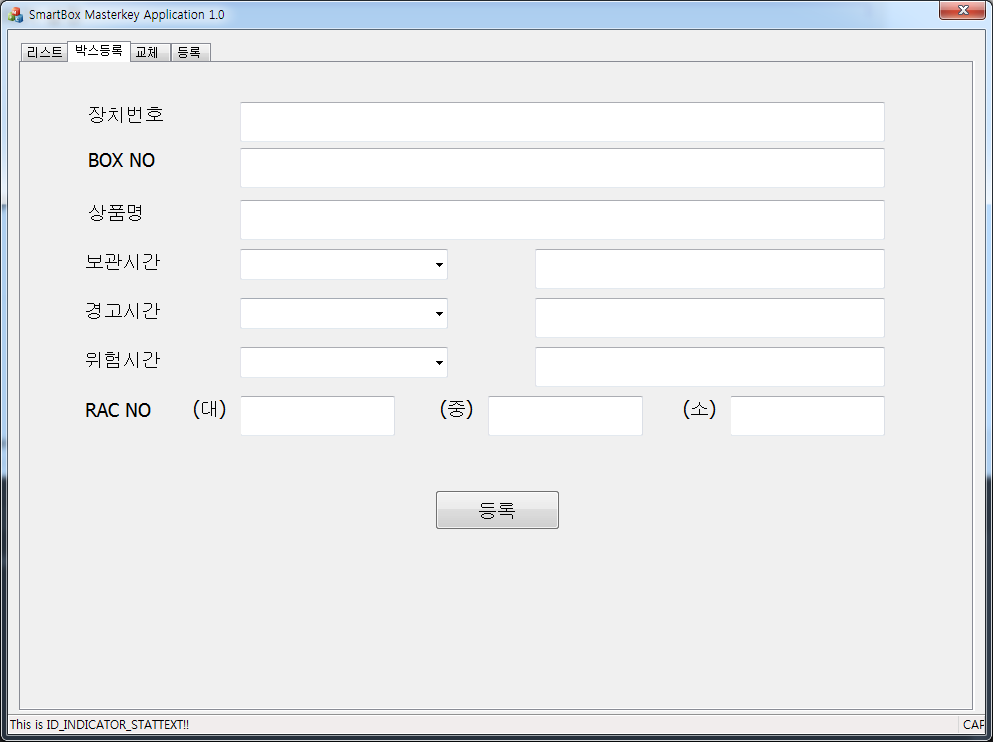 SmartBox Masterkey Application 1.0
리스트 박스등록 교체 등록
장치번호
BOX NO
상품명
보관시간
경고시간
위험시간
RAC NO (대) (중) (소)
등록
This is ID_INDICATOR_STATTEXT!! CAP